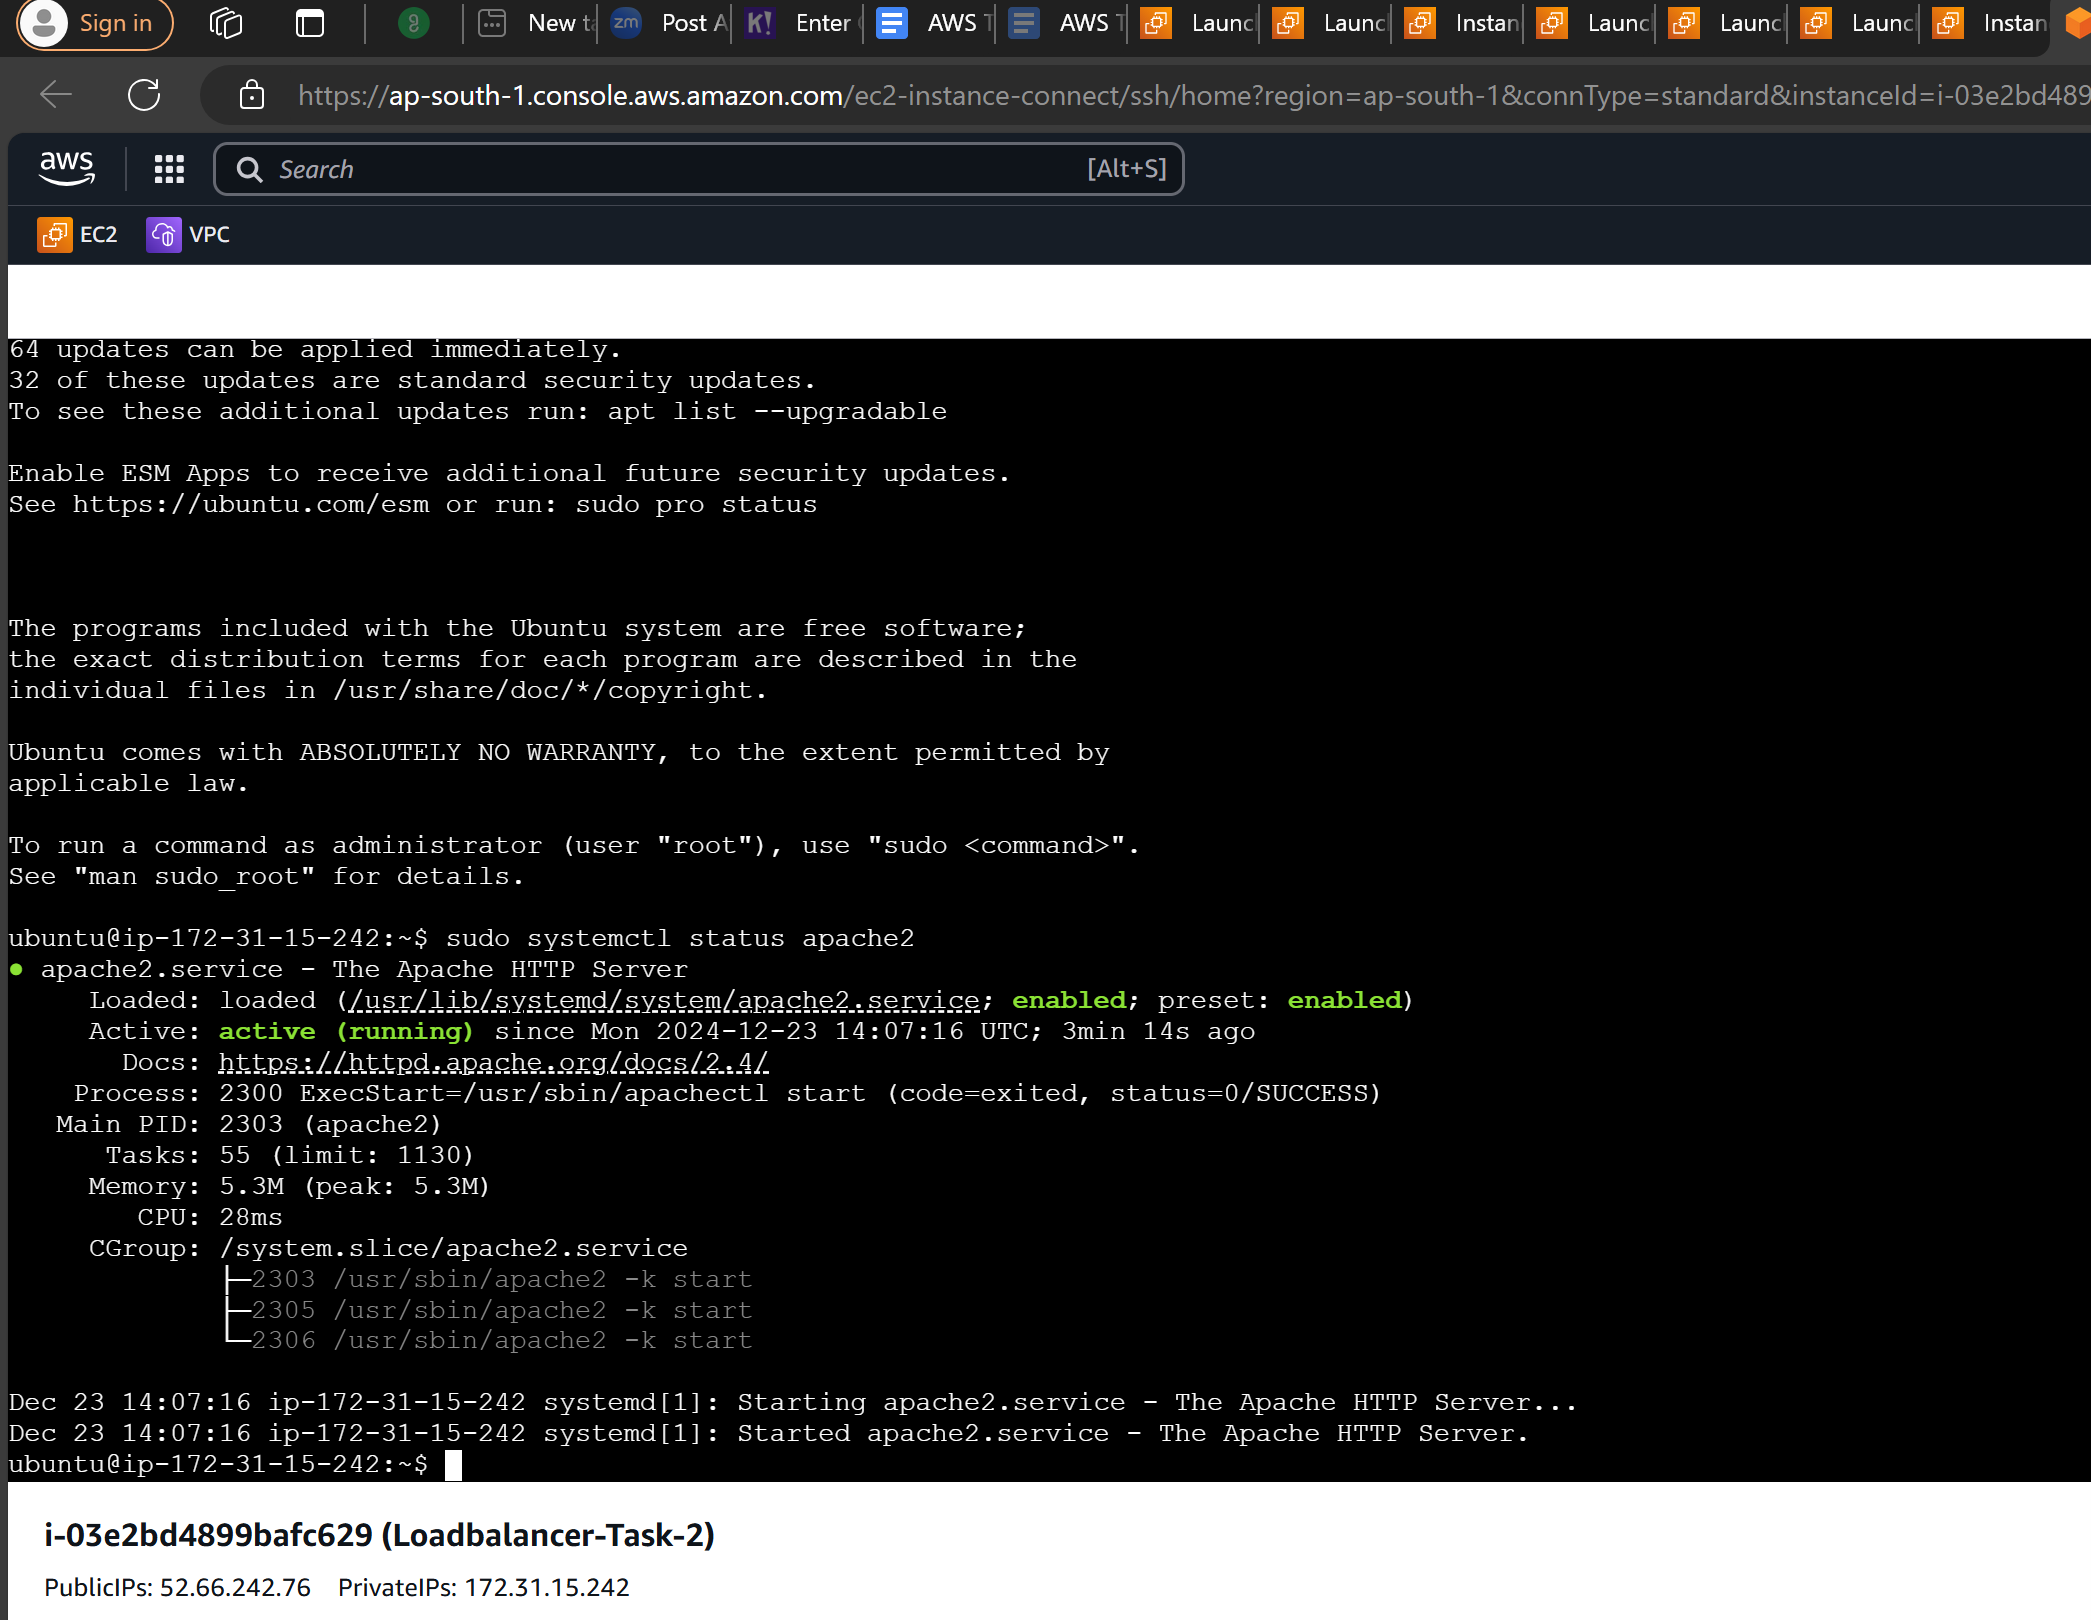 Sign in
New t
zm
Post A
K!
Enter
AWS T
AWS T
Launc
Launc
Instan
Launc
Launc
Launc
Instan
https://ap-south-1.console.aws.amazon.com/ec2-instance-connect/ssh/home?region=ap-south-1&connType=standard&instanceId=i-03e2bd489
aws
Search
[Alt+S]
EC2
VPC
64 updates can be applied immediately.
32 of these updates are standard security updates.
To see these additional updates run: apt list --upgradable
Enable ESM Apps to receive additional future security updates.
See https://ubuntu.com/esm or run: sudo pro status
The programs included with the Ubuntu system are free software;
the exact distribution terms for each program are described in the
individual files in /usr/share/doc/*/copyright.
Ubuntu comes with ABSOLUTELY NO WARRANTY, to the extent permitted by
applicable law.
To run a command as administrator (user "root"), use "sudo <command>".
See "man sudo_root" for details.
ubuntu@ip-172-31-15-242:~$ sudo systemctl status apache2
● apache2.service - The Apache HTTP Server
Loaded: loaded (/usr/lib/systemd/system/apache2.service; enabled; preset: enabled)
Active: active (running) since Mon 2024-12-23 14:07:16 UTC; 3min 14s ago
Docs: https://httpd.apache.org/docs/2.4/
Process: 2300 ExecStart=/usr/sbin/apachectl start (code=exited, status=0/SUCCESS)
Main PID: 2303 (apache2)
Tasks: 55 (limit: 1130)
Memory: 5.3M (peak: 5.3M)
CPU: 28ms
CGroup: /system.slice/apache2.service
├─2303 /usr/sbin/apache2 -k start
├─2305 /usr/sbin/apache2 -k start
└─2306 /usr/sbin/apache2 -k start
Dec 23 14:07:16 ip-172-31-15-242 systemd[1]: Starting apache2.service - The Apache HTTP Server...
Dec 23 14:07:16 ip-172-31-15-242 systemd[1]: Started apache2.service - The Apache HTTP Server.
ubuntu@ip-172-31-15-242:~$
i-03e2bd4899bafc629 (Loadbalancer-Task-2)
PublicIPs: 52.66.242.76 PrivateIPs: 172.31.15.242